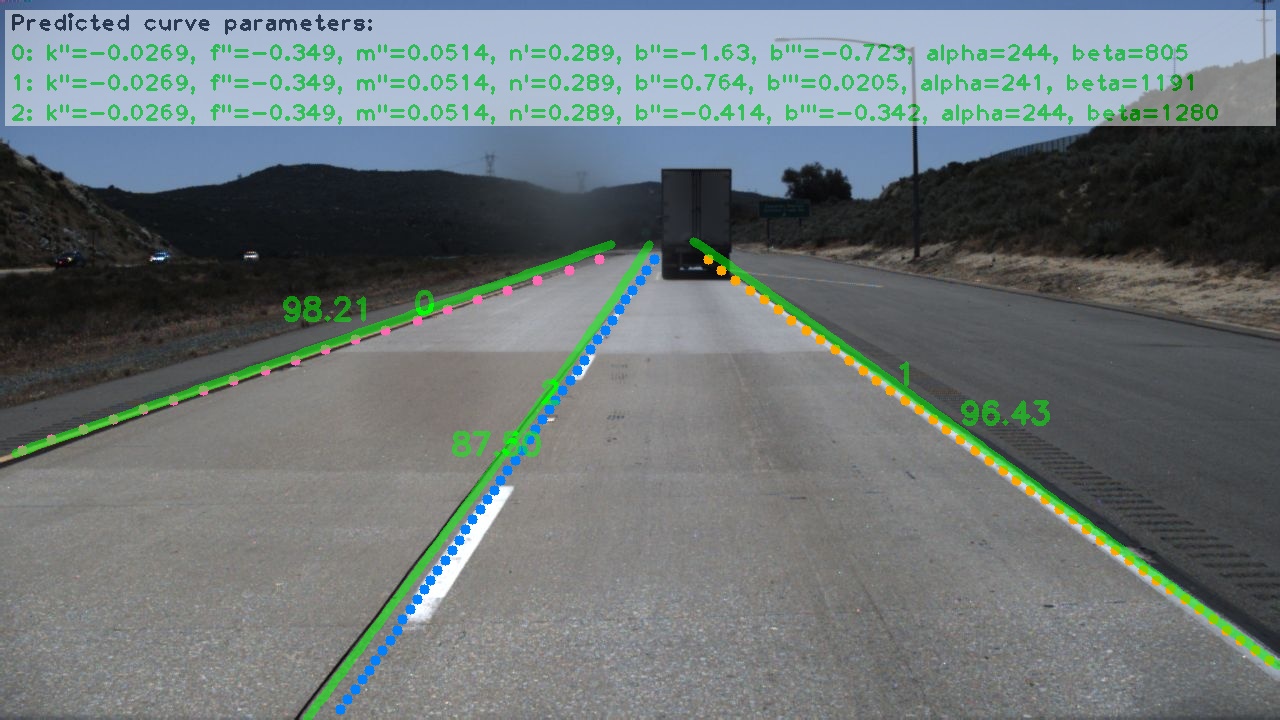 Predicted curve parameters:
0: k''=-0.0269, f''=-0.349, m''=0.0514, n'=0.289, b''=-1.63, b'''=-0.723, alpha=244, beta=805
1: k''=-0.0269, f''=-0.349, m''=0.0514, n'=0.289, b''=0.764, b'''=0.0205, alpha=241, beta=1191
2: k''=-0.0269, f''=-0.349, m''=0.0514, n'=0.289, b''=-0.414, b'''=-0.342, alpha=244, beta=1280
98.21
0
1
96.43